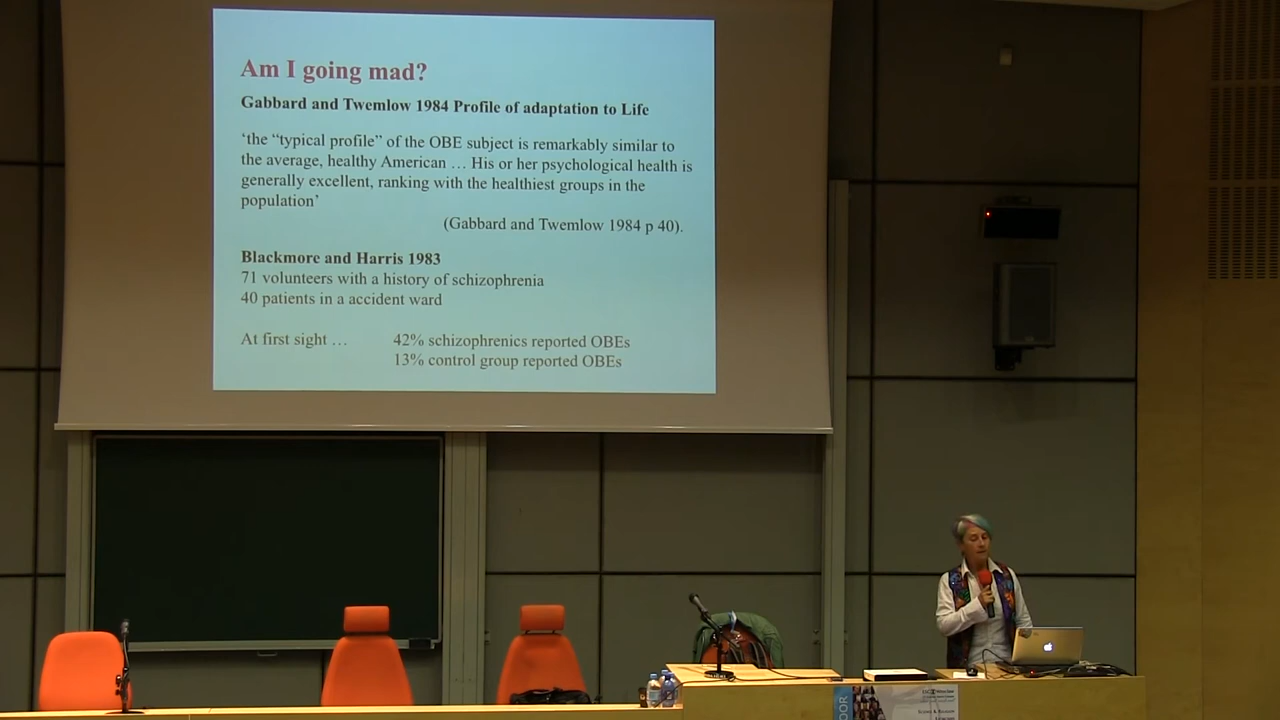 Am I going mad?
Gabbard and Twemlow 1984 Profile of adaptation to Life
‘the “typical profile” of the OBE subject is remarkably similar to
the average, healthy American … His or her psychological health is
generally excellent, ranking with the healthiest groups in the
population’
(Gabbard and Twemlow 1984 p 40).
Blackmore and Harris 1983
71 volunteers with a history of schizophrenia
40 patients in a accident ward
At first sight … 42% schizophrenics reported OBEs
13% control group reported OBEs